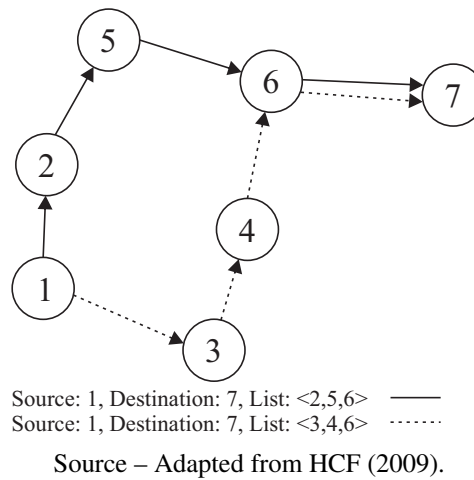 5
6
7
2
4
1
3
Source: 1, Destination: 7, List: <2,5,6>
Source: 1, Destination: 7, List: <3,4,6>
Source – Adapted from HCF (2009).